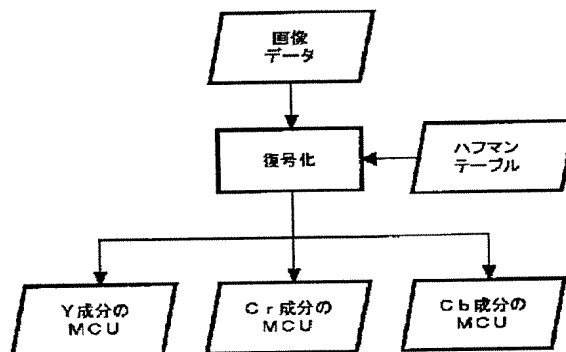 画像
データ
復号化
ハフマン
テーブル
Y成分の
MCU
Cr成分の
MCU
Cb成分の
MCU